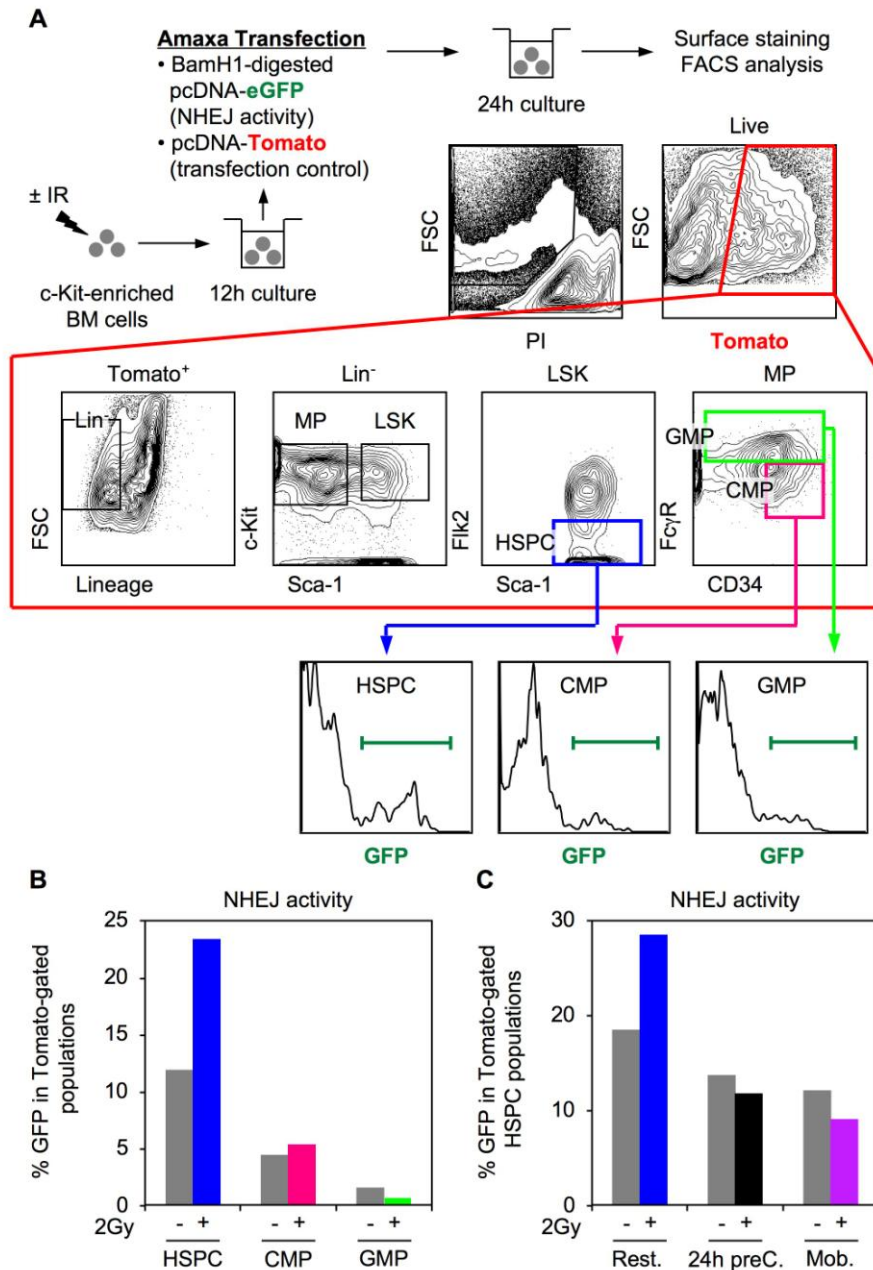 A
Amaxa Transfection
• BamH1-digested
pcDNA-eGFP
(NHEJ activity)
• pcDNA-Tomato
(transfection control)
24h culture
Surface staining
FACS analysis
± IR
c-Kit-enriched
BM cells
12h culture
FSC
PI
Live
FSC
Tomato
Tomato+
Lin-
FSC
Lineage
Lin-
MP
LSK
c-Kit
Sca-1
LSK
HSPC
Flk2
Sca-1
MP
GMP
CMP
FcγR
CD34
HSPC
GFP
CMP
GFP
GMP
GFP
B
NHEJ activity
% GFP in Tomato-gated
populations
25
20
15
10
5
0
2Gy
- + - + - +
HSPC CMP GMP
C
NHEJ activity
% GFP in Tomato-gated
HSPC populations
30
20
10
0
2Gy
- + - + - +
Rest. 24h preC. Mob.